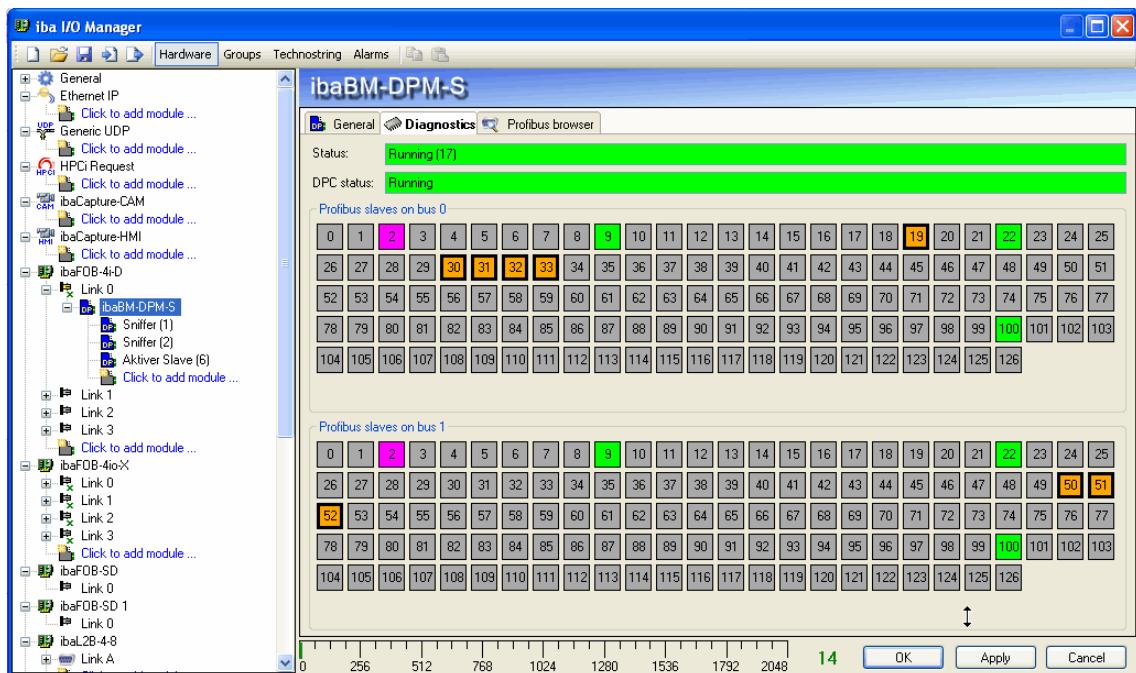 iba I/O Manager
Hardware Groups Technostring Alarms
General
Ethernet IP
Click to add module ...
UDP Generic UDP
Click to add module ...
HPCi HPCi Request
Click to add module ...
CAM ibaCapture-CAM
Click to add module ...
HMI ibaCapture-HMI
Click to add module ...
ibaFOB-4i-D
Link 0
DP ibaBM-DPM-S
DP Sniffer (1)
DP Sniffer (2)
DP Aktiver Slave (6)
Click to add module ...
Link 1
Link 2
Link 3
Click to add module ...
ibaFOB-4io-X
Link 0
Link 1
Link 2
Link 3
Click to add module ...
ibaFOB-SD
Link 0
ibaFOB-SD 1
Link 0
ibaL2B-4-8
Link A
ibaBM-DPM-S
DP General Diagnostics Profibus browser
Status: Running (17)
DPC status: Running
Profibus slaves on bus 0
0 1 2 3 4 5 6 7 8 9 10 11 12 13 14 15 16 17 18 19 20 21 22 23 24 25
26 27 28 29 30 31 32 33 34 35 36 37 38 39 40 41 42 43 44 45 46 47 48 49 50 51
52 53 54 55 56 57 58 59 60 61 62 63 64 65 66 67 68 69 70 71 72 73 74 75 76 77
78 79 80 81 82 83 84 85 86 87 88 89 90 91 92 93 94 95 96 97 98 99 100 101 102 103
104 105 106 107 108 109 110 111 112 113 114 115 116 117 118 119 120 121 122 123 124 125 126
Profibus slaves on bus 1
0 1 2 3 4 5 6 7 8 9 10 11 12 13 14 15 16 17 18 19 20 21 22 23 24 25
26 27 28 29 30 31 32 33 34 35 36 37 38 39 40 41 42 43 44 45 46 47 48 49 50 51
52 53 54 55 56 57 58 59 60 61 62 63 64 65 66 67 68 69 70 71 72 73 74 75 76 77
78 79 80 81 82 83 84 85 86 87 88 89 90 91 92 93 94 95 96 97 98 99 100 101 102 103
104 105 106 107 108 109 110 111 112 113 114 115 116 117 118 119 120 121 122 123 124 125 126
0 256 512 768 1024 1280 1536 1792 2048 14 OK Apply Cancel